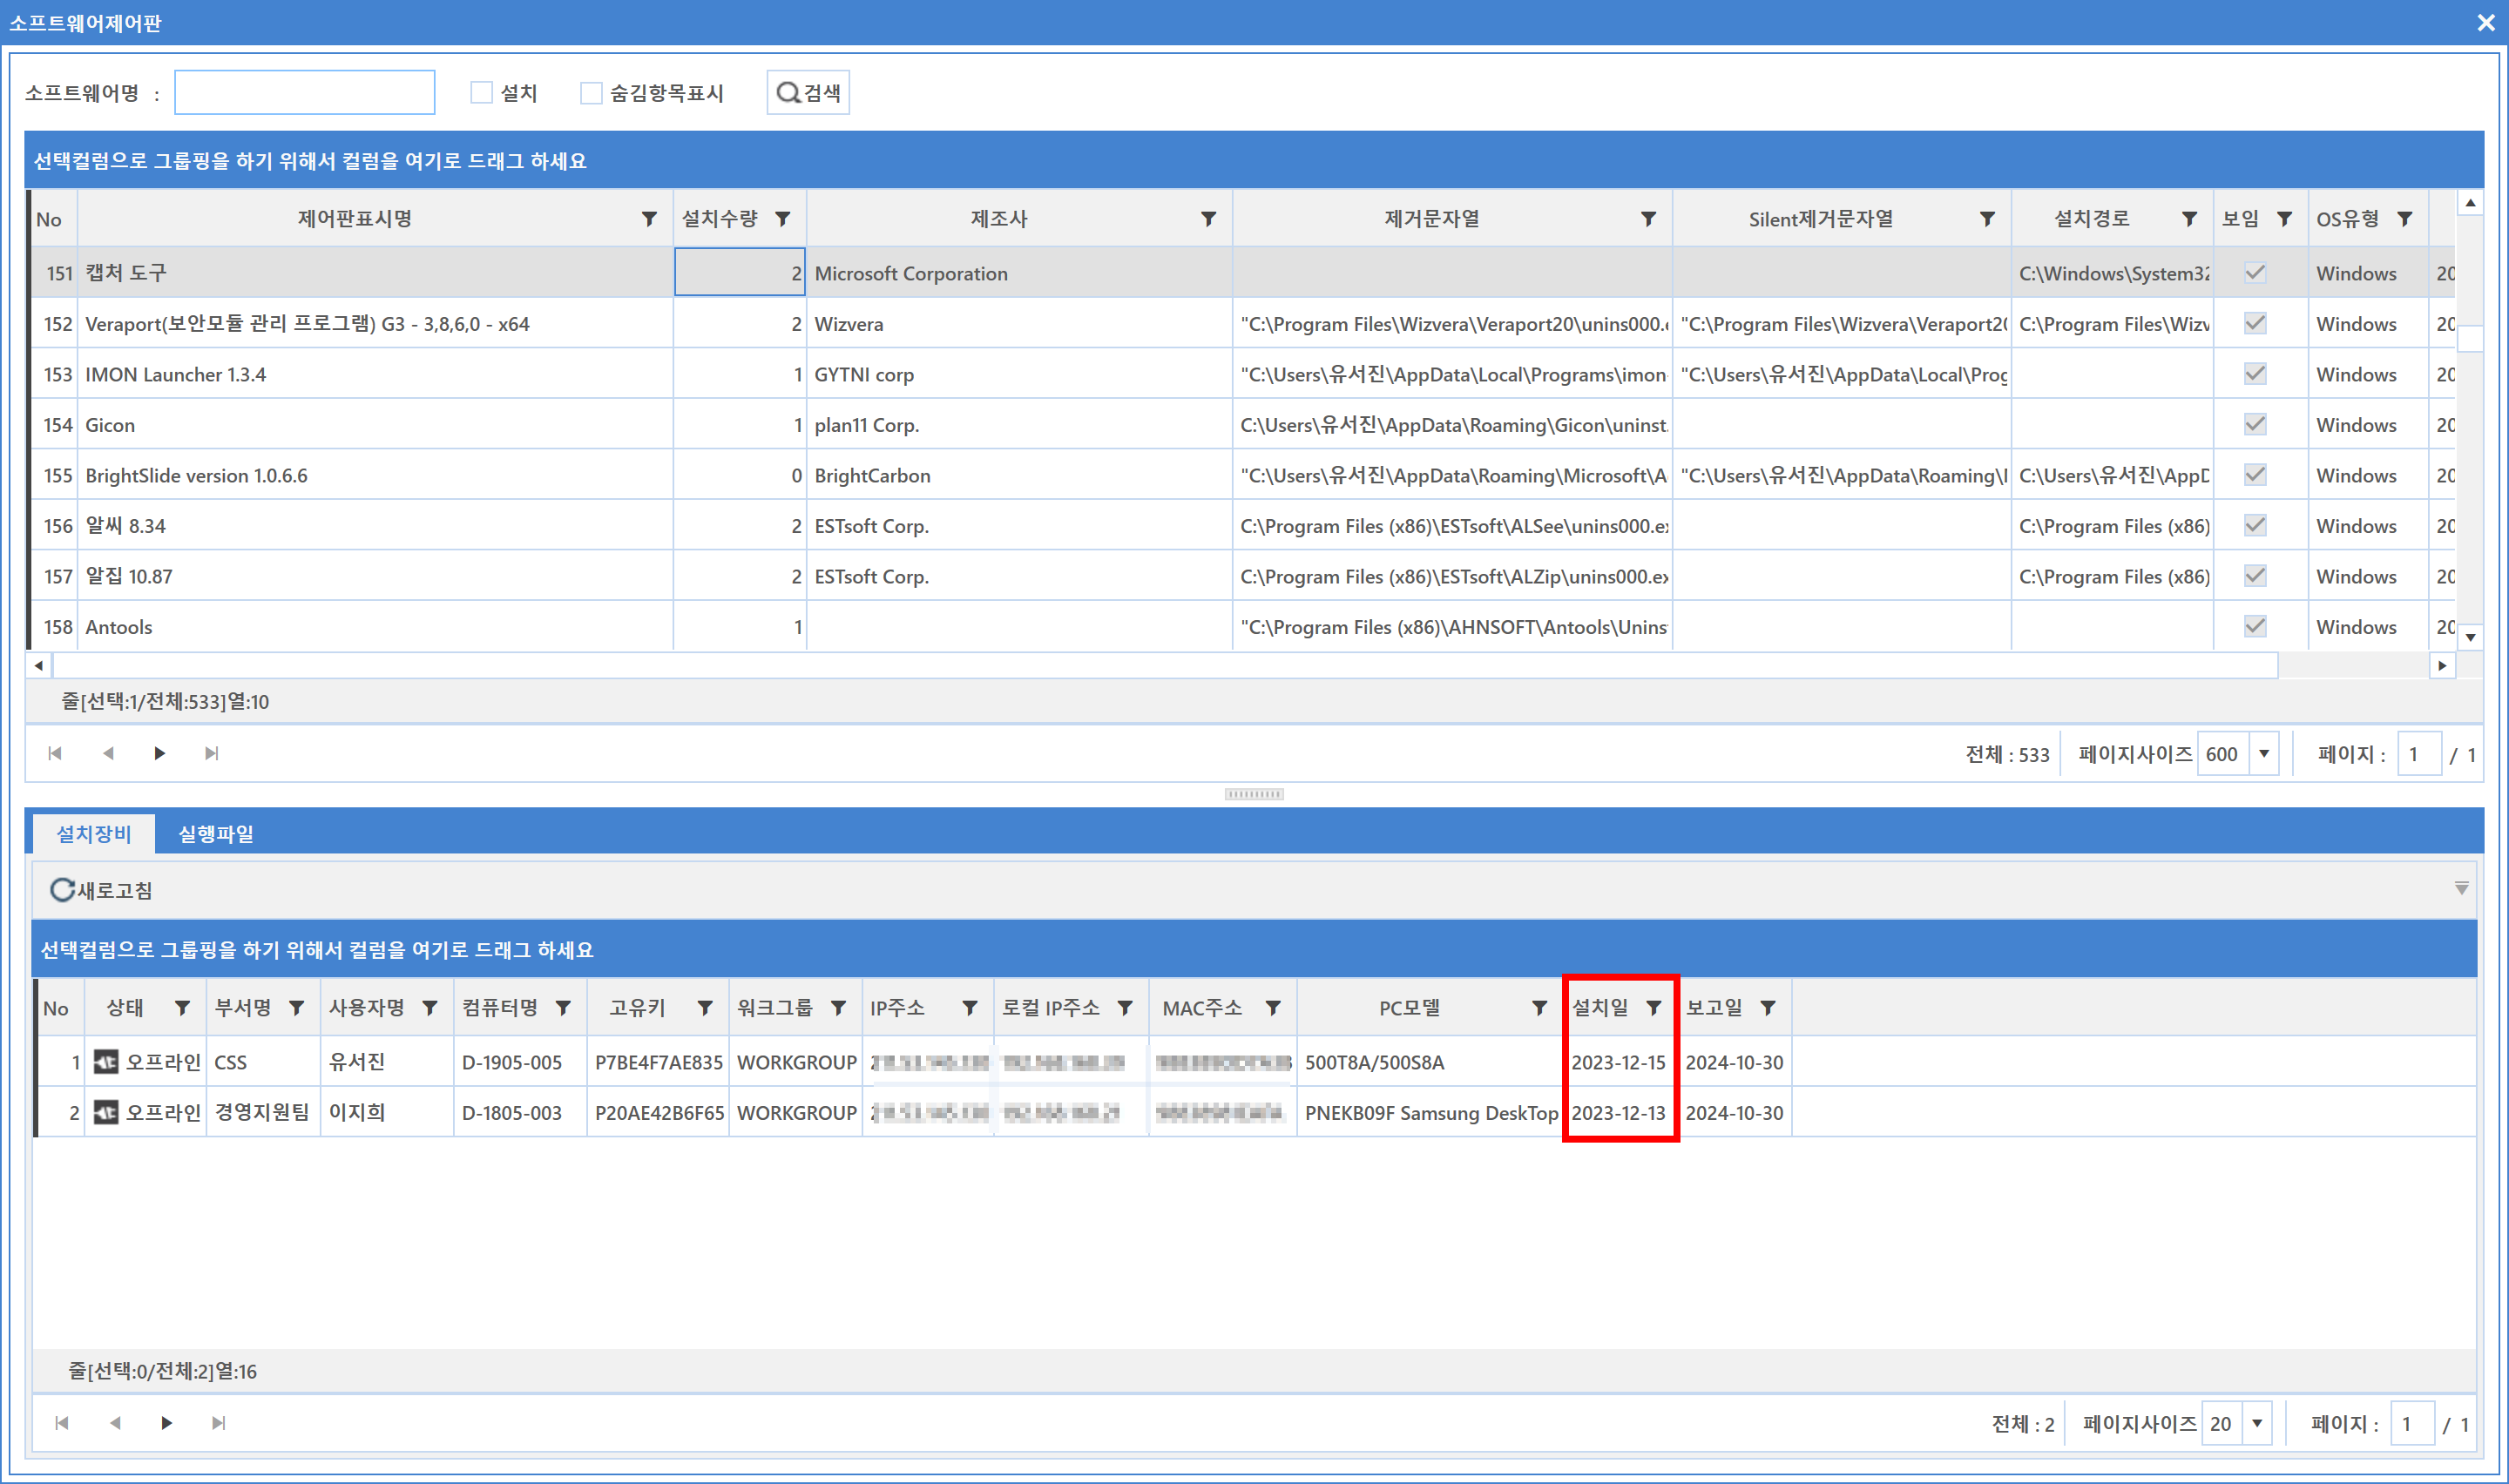 소프트웨어제어판
소프트웨어명 : 설치 숨김항목표시 검색
선택컬럼으로 그룹핑을 하기 위해서 컬럼을 여기로 드래그 하세요
No 제어판표시명 설치수량 제조사 제거문자열 Silent제거문자열 설치경로 보임 OS유형
151 캡처 도구 2 Microsoft Corporation C:\Windows\System32 Windows 20
152 Veraport(보안모듈 관리 프로그램) G3 - 3,8,6,0 - x64 2 Wizvera "C:\Program Files\Wizvera\Veraport20\unins000.e "C:\Program Files\Wizvera\Veraport20 C:\Program Files\Wizv Windows 20
153 IMON Launcher 1.3.4 1 GYTNI corp "C:\Users\유서진\AppData\Local\Programs\imon- "C:\Users\유서진\AppData\Local\Prog Windows 20
154 Gicon 1 plan11 Corp. C:\Users\유서진\AppData\Roaming\Gicon\uninst. Windows 20
155 BrightSlide version 1.0.6.6 0 BrightCarbon "C:\Users\유서진\AppData\Roaming\Microsoft\A "C:\Users\유서진\AppData\Roaming\M C:\Users\유서진\AppD Windows 20
156 알씨 8.34 2 ESTsoft Corp. C:\Program Files (x86)\ESTsoft\ALSee\unins000.ex C:\Program Files (x86) Windows 20
157 알집 10.87 2 ESTsoft Corp. C:\Program Files (x86)\ESTsoft\ALZip\unins000.ex C:\Program Files (x86) Windows 20
158 Antools 1 "C:\Program Files (x86)\AHNSOFT\Antools\Unins Windows 20
줄[선택:1/전체:533]열:10
전체 : 533 페이지사이즈 600 페이지 : 1 / 1
설치장비 실행파일
새로고침
선택컬럼으로 그룹핑을 하기 위해서 컬럼을 여기로 드래그 하세요
No 상태 부서명 사용자명 컴퓨터명 고유키 워크그룹 IP주소 로컬 IP주소 MAC주소 PC모델 설치일 보고일
1 오프라인 CSS 유서진 D-1905-005 P7BE4F7AE835 WORKGROUP 500T8A/500S8A 2023-12-15 2024-10-30
2 오프라인 경영지원팀 이지희 D-1805-003 P20AE42B6F65 WORKGROUP PNEKB09F Samsung DeskTop 2023-12-13 2024-10-30
줄[선택:0/전체:2]열:16
전체 : 2 페이지사이즈 20 페이지 : 1 / 1